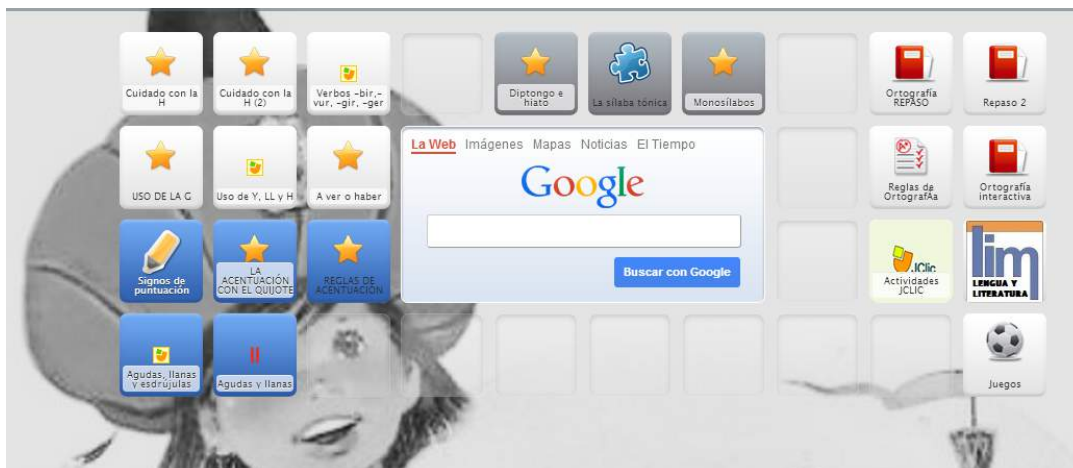 Cuidado con la
H
Cuidado con la
H (2)
Verbos -bir,-
vur, -gir, -ger
Diptongo e
hiato
La sílaba tónica
Monosílabos
Ortografía
REPASO
Repaso 2
USO DE LA G
Uso de Y, LL y H
A ver o haber
La Web Imágenes Mapas Noticias El Tiempo
Google
Buscar con Google
Reglas de
OrtografÃa
Ortografía
interactiva
Signos de
puntuación
LA
ACENTUACIÓN
CON EL QUIJOTE
REGLAS DE
ACENTUACIÓN
JClic
Actividades
JCLIC
lim
LENGUA Y
LITERATURA
Agudas, llanas
y esdrújulas
ll
Agudas y llanas
Juegos